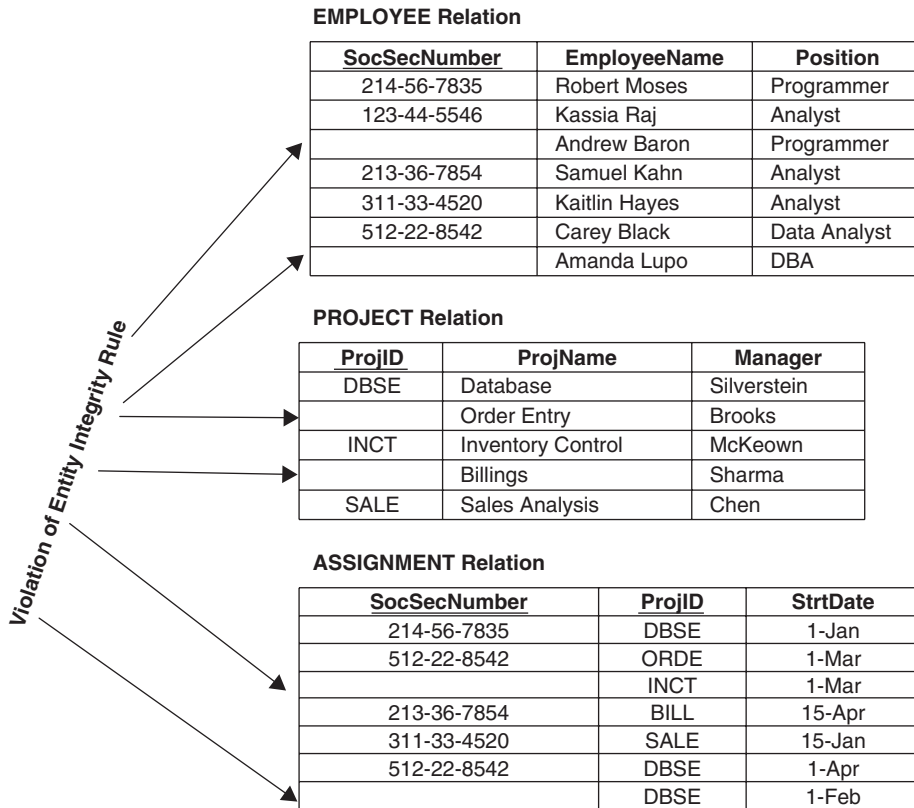 EMPLOYEE Relation
SocSecNumber EmployeeName Position
214-56-7835 Robert Moses Programmer
123-44-5546 Kassia Raj Analyst
Andrew Baron Programmer
213-36-7854 Samuel Kahn Analyst
311-33-4520 Kaitlin Hayes Analyst
512-22-8542 Carey Black Data Analyst
Amanda Lupo DBA
Violation of Entity Integrity Rule
PROJECT Relation
ProjID ProjName Manager
DBSE Database Silverstein
Order Entry Brooks
INCT Inventory Control McKeown
Billings Sharma
SALE Sales Analysis Chen
ASSIGNMENT Relation
SocSecNumber ProjID StrtDate
214-56-7835 DBSE 1-Jan
512-22-8542 ORDE 1-Mar
INCT 1-Mar
213-36-7854 BILL 15-Apr
311-33-4520 SALE 15-Jan
512-22-8542 DBSE 1-Apr
DBSE 1-Feb